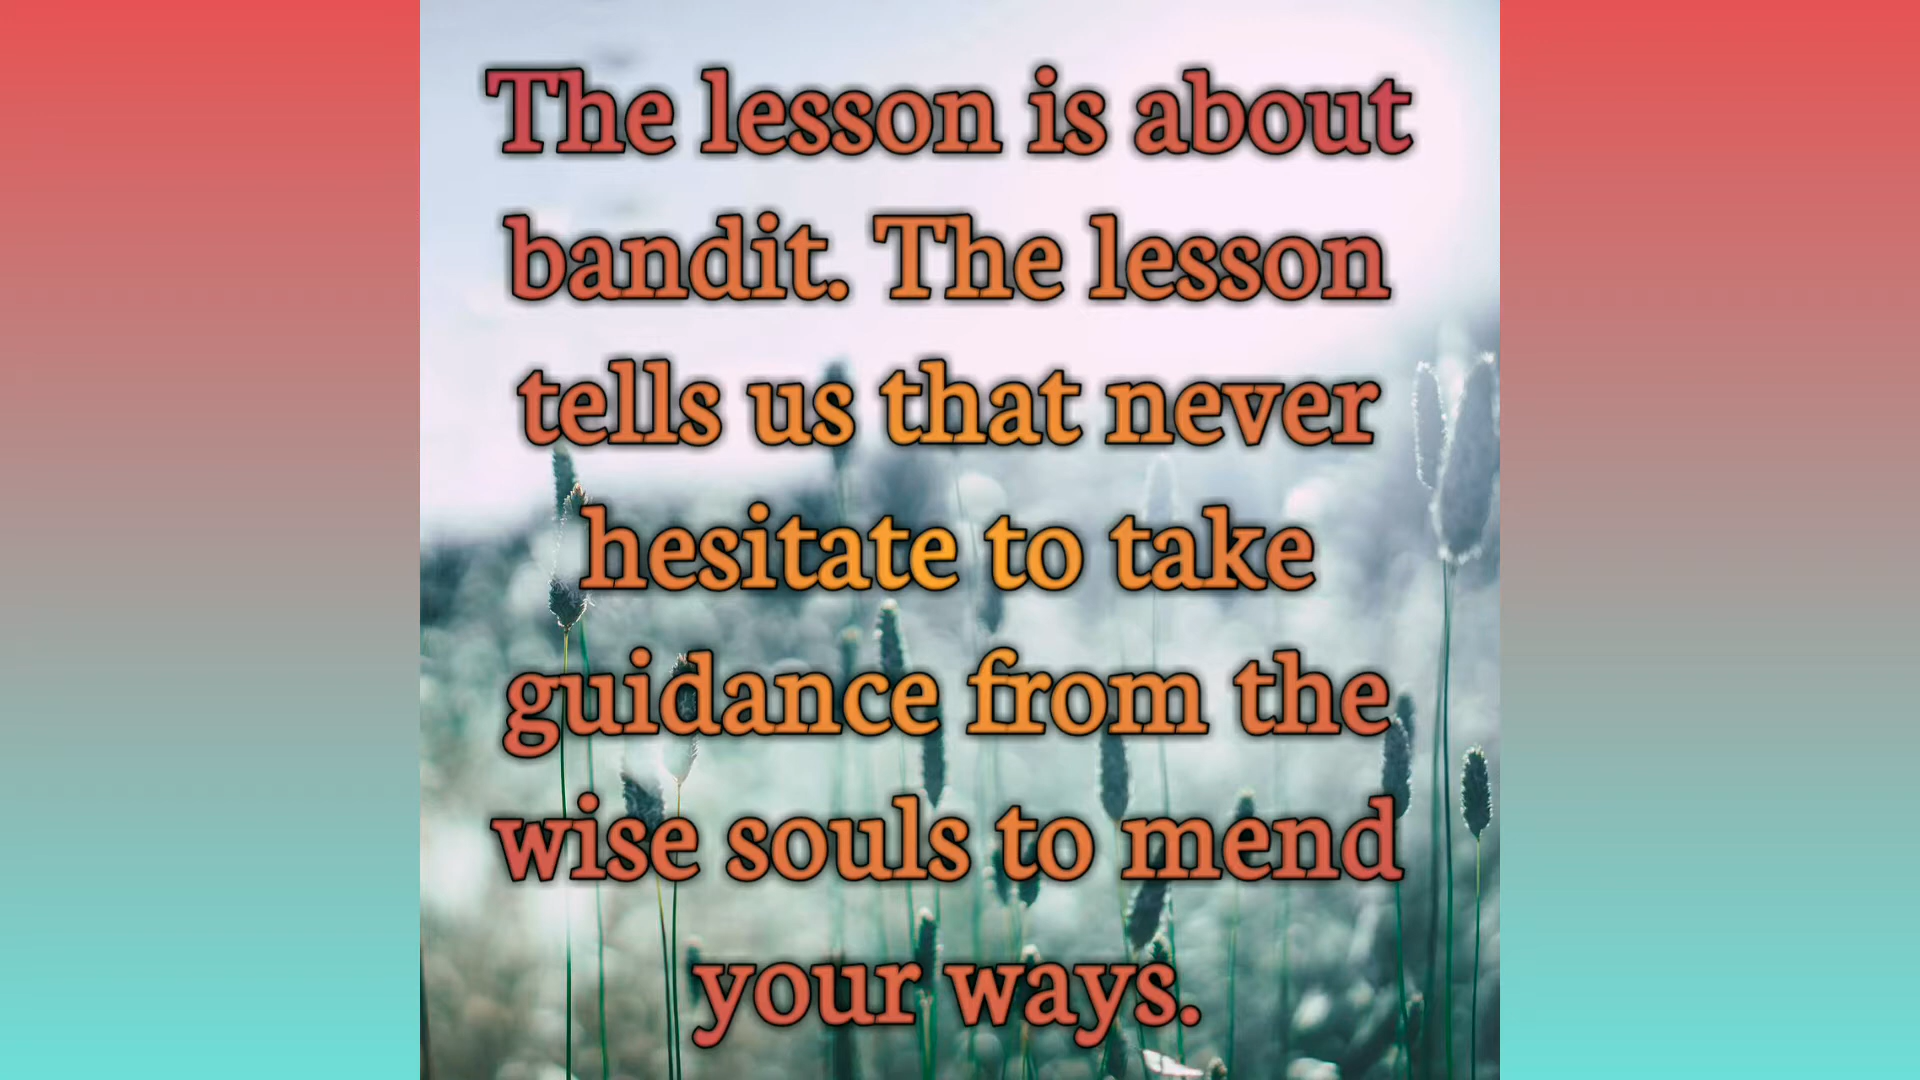 The lesson is about
bandit. The lesson
tells us that never
hesitate to take
guidance from the
wise souls to mend
your ways.